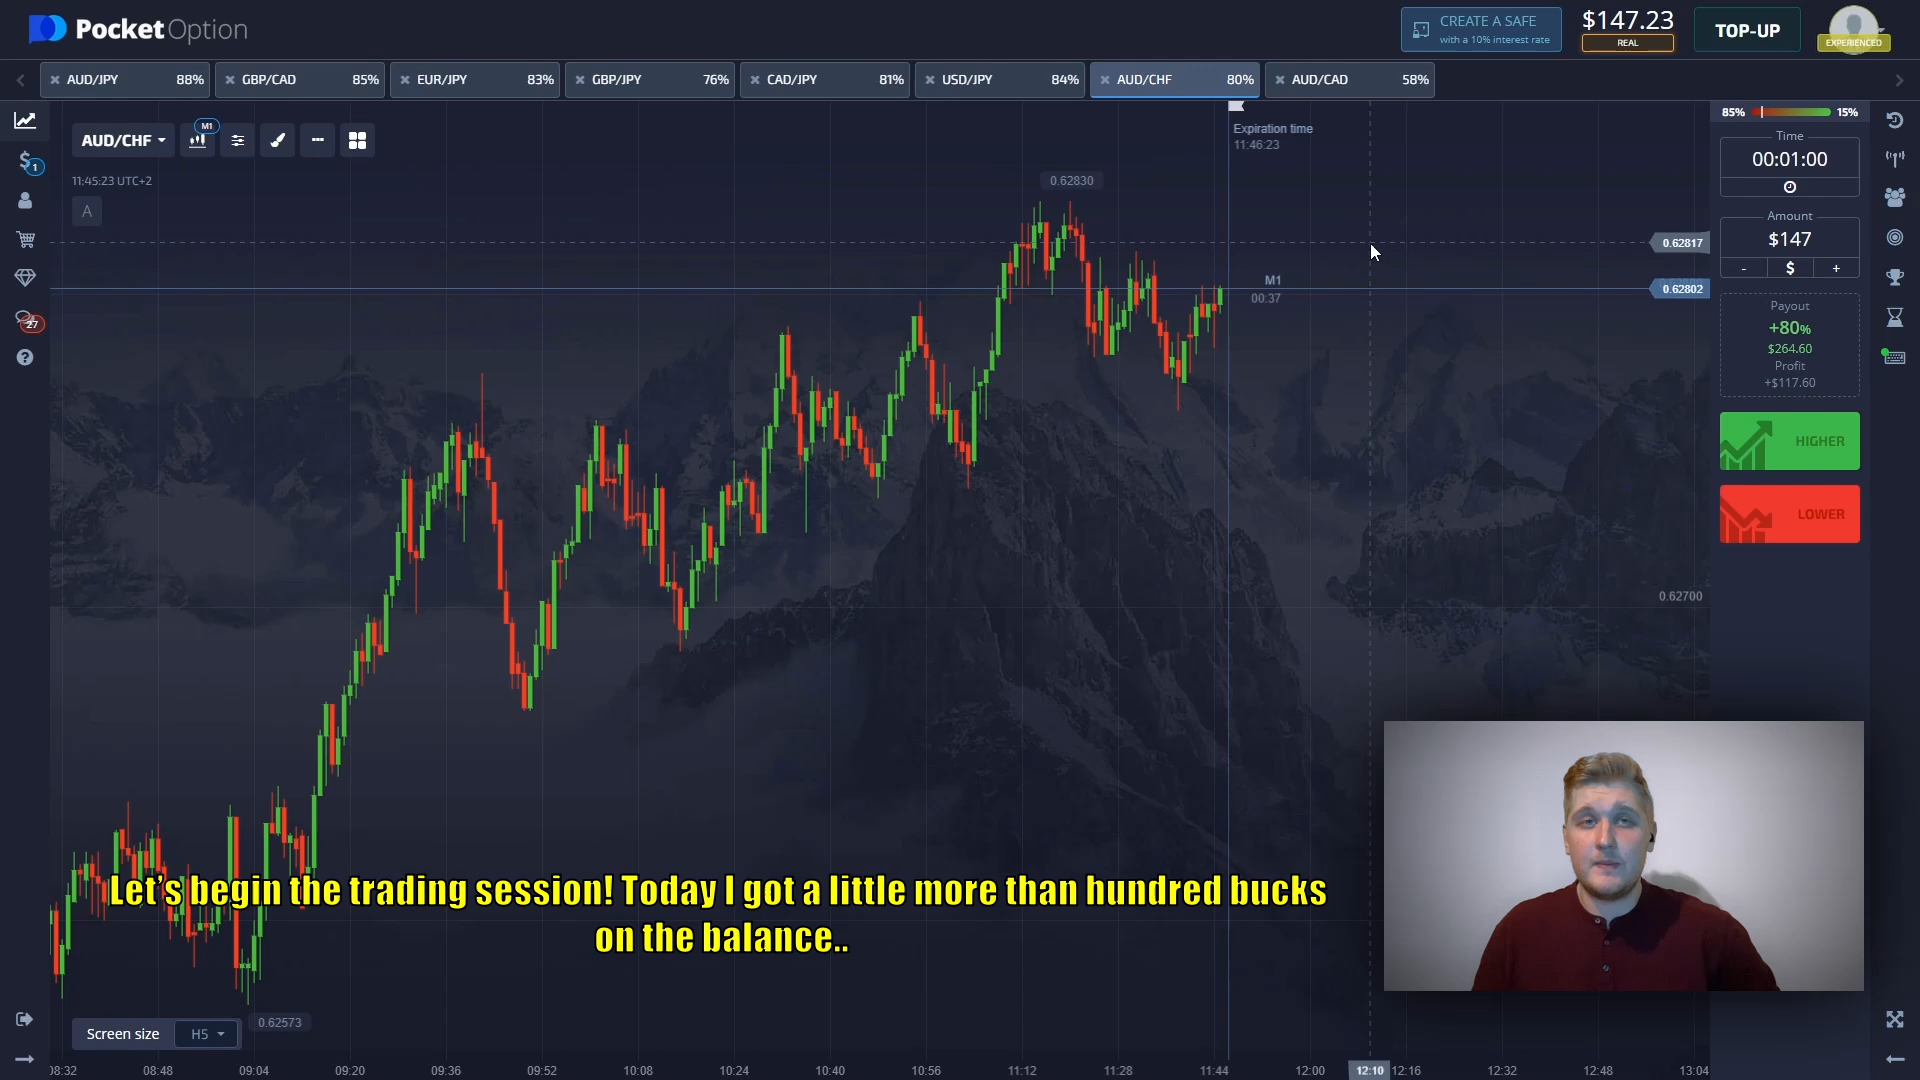 PocketOption
CREATE A SAFE
with a 10% interest rate
$147.23
REAL
TOP-UP
EXPERIENCED
AUD/JPY 88%
GBP/CAD 85%
EUR/JPY 83%
GBP/JPY 76%
CAD/JPY 81%
USD/JPY 84%
AUD/CHF 80%
AUD/CAD 58%
AUD/CHF
M1
11:45:23 UTC+2
A
Expiration time
11:46:23
0.62830
M1
00:37
0.62817
0.62802
0.62700
0.62573
1
27
85% 15%
Time
00:01:00
Amount
$147
- $ +
Payout
+80%
$264.60
Profit
+$117.60
HIGHER
LOWER
Let's begin the trading session! Today I got a little more than hundred bucks
on the balance..
Screen size H5
08:32 08:48 09:04 09:20 09:36 09:52 10:08 10:24 10:40 10:56 11:12 11:28 11:44 12:00 12:10 12:16 12:32 12:48 13:04